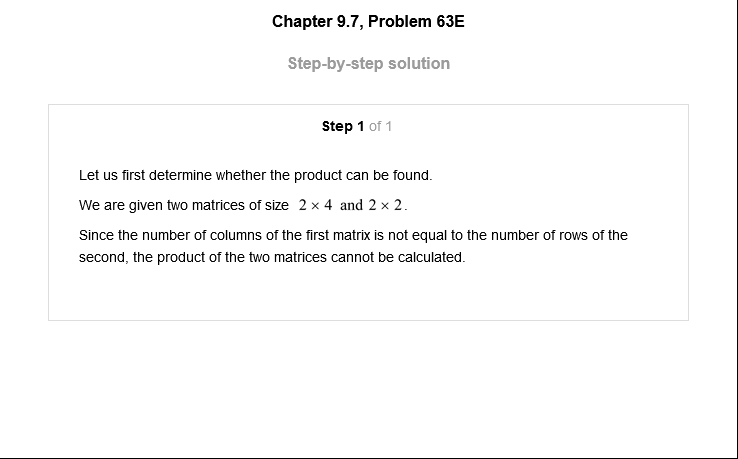 Chapter 9.7, Problem 63E
Step-by-step solution
Step 1 of 1
Let us first determine whether the product can be found.
We are given two matrices of size 2 × 4 and 2 × 2.
Since the number of columns of the first matrix is not equal to the number of rows of the
second, the product of the two matrices cannot be calculated.